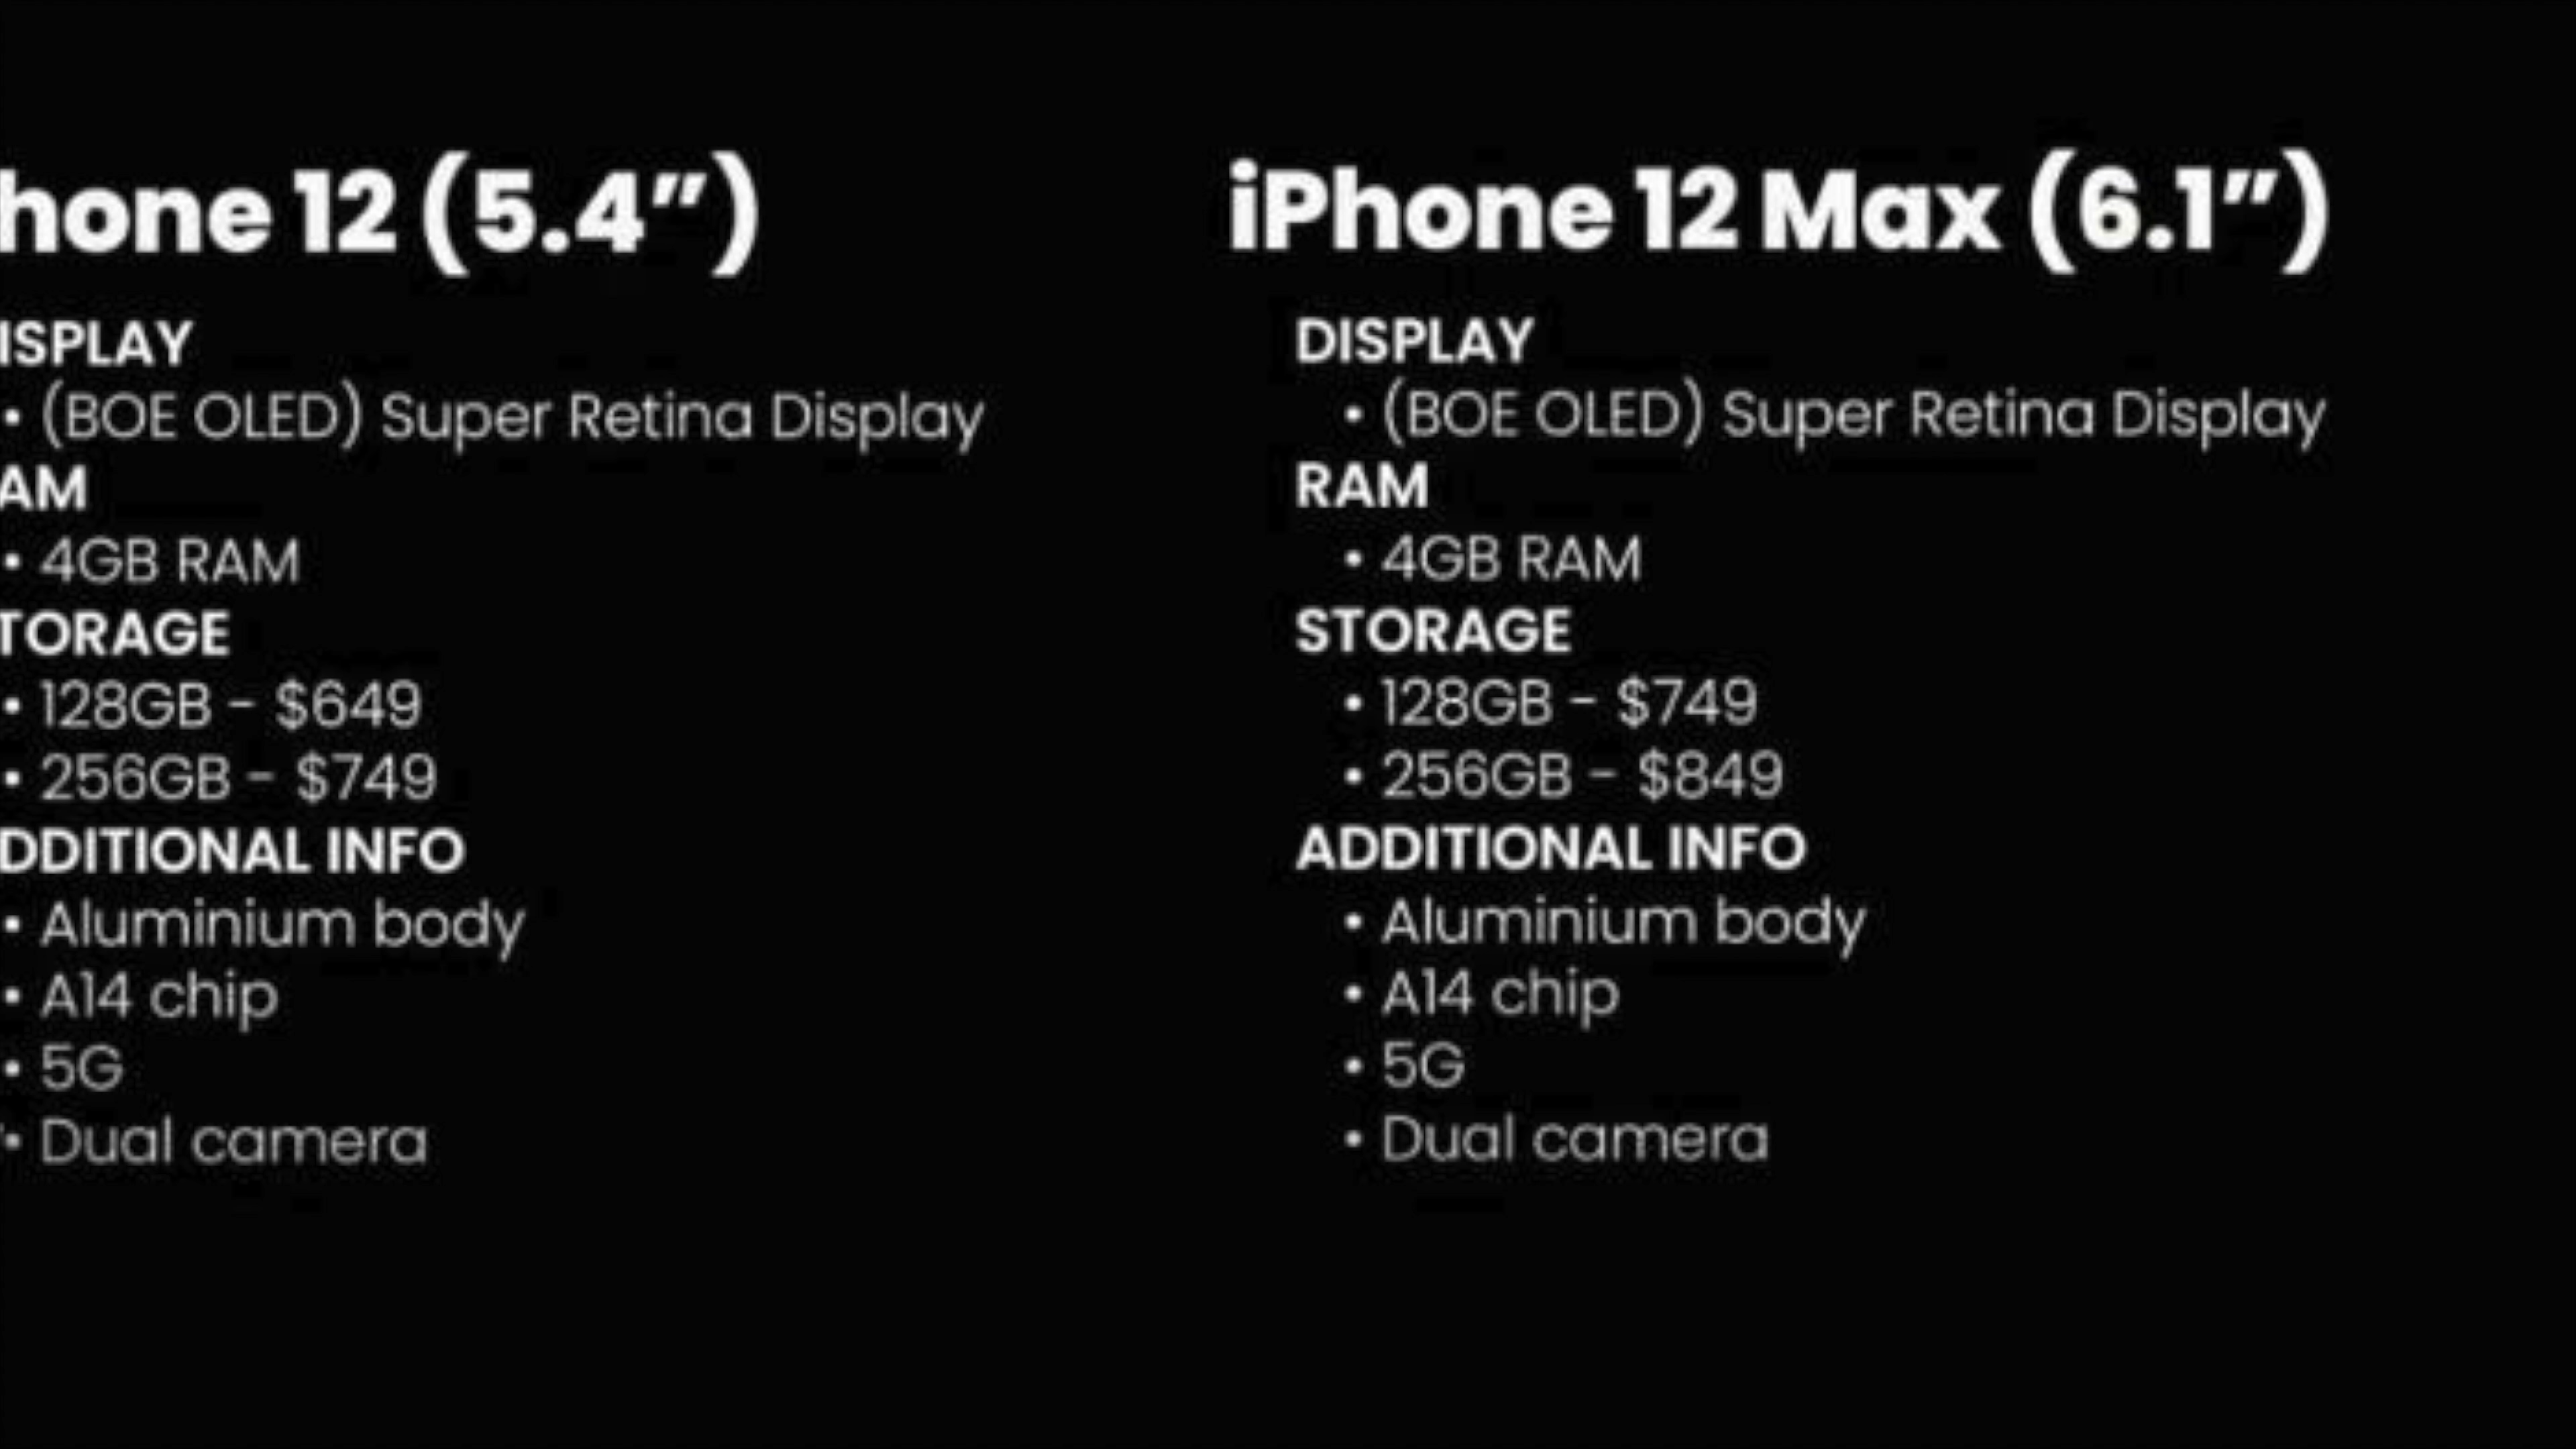 hone 12 (5.4")
ISPLAY
• (BOE OLED) Super Retina Display
AM
• 4GB RAM
TORAGE
• 128GB - $649
• 256GB - $749
DDITIONAL INFO
• Aluminium body
• A14 chip
• 5G
• Dual camera
iPhone 12 Max (6.1")
DISPLAY
• (BOE OLED) Super Retina Display
RAM
• 4GB RAM
STORAGE
• 128GB - $749
• 256GB - $849
ADDITIONAL INFO
• Aluminium body
• A14 chip
• 5G
• Dual camera